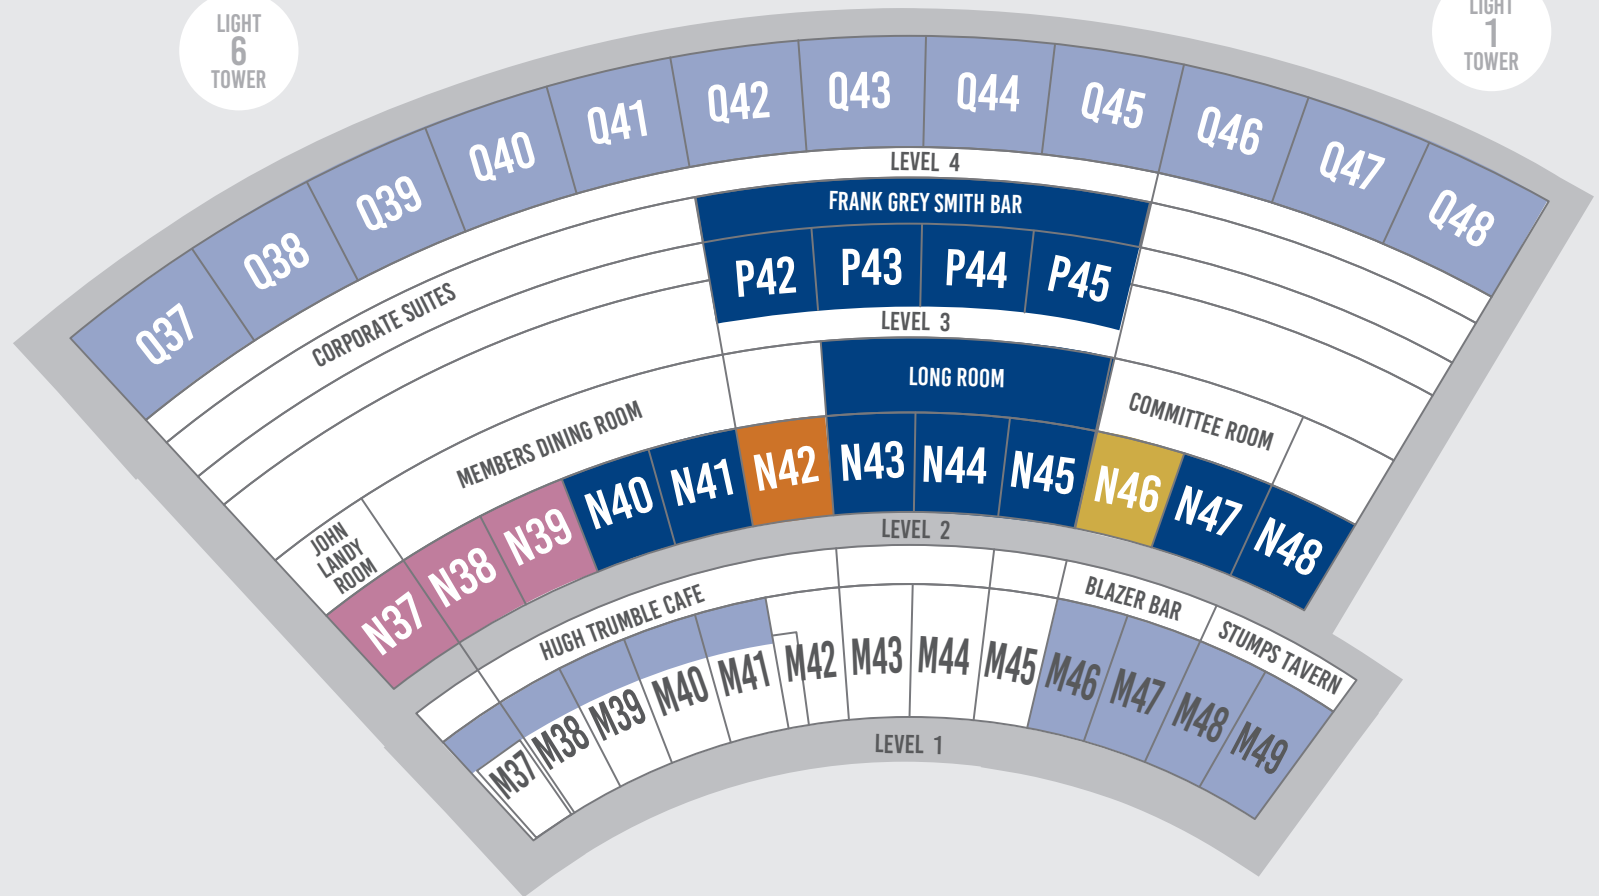 LIGHT
6
TOWER
LIGHT
1
TOWER
Q37
Q38
Q39
Q40
Q41
Q42
Q43
Q44
Q45
Q46
Q47
Q48
LEVEL 4
CORPORATE SUITES
FRANK GREY SMITH BAR
P42
P43
P44
P45
LEVEL 3
JOHN
LANDY
ROOM
MEMBERS DINING ROOM
LONG ROOM
COMMITTEE ROOM
N37
N38
N39
N40
N41
N42
N43
N44
N45
N46
N47
N48
LEVEL 2
HUGH TRUMBLE CAFE
BLAZER BAR
STUMPS TAVERN
M37
M38
M39
M40
M41
M42
M43
M44
M45
M46
M47
M48
M49
LEVEL 1